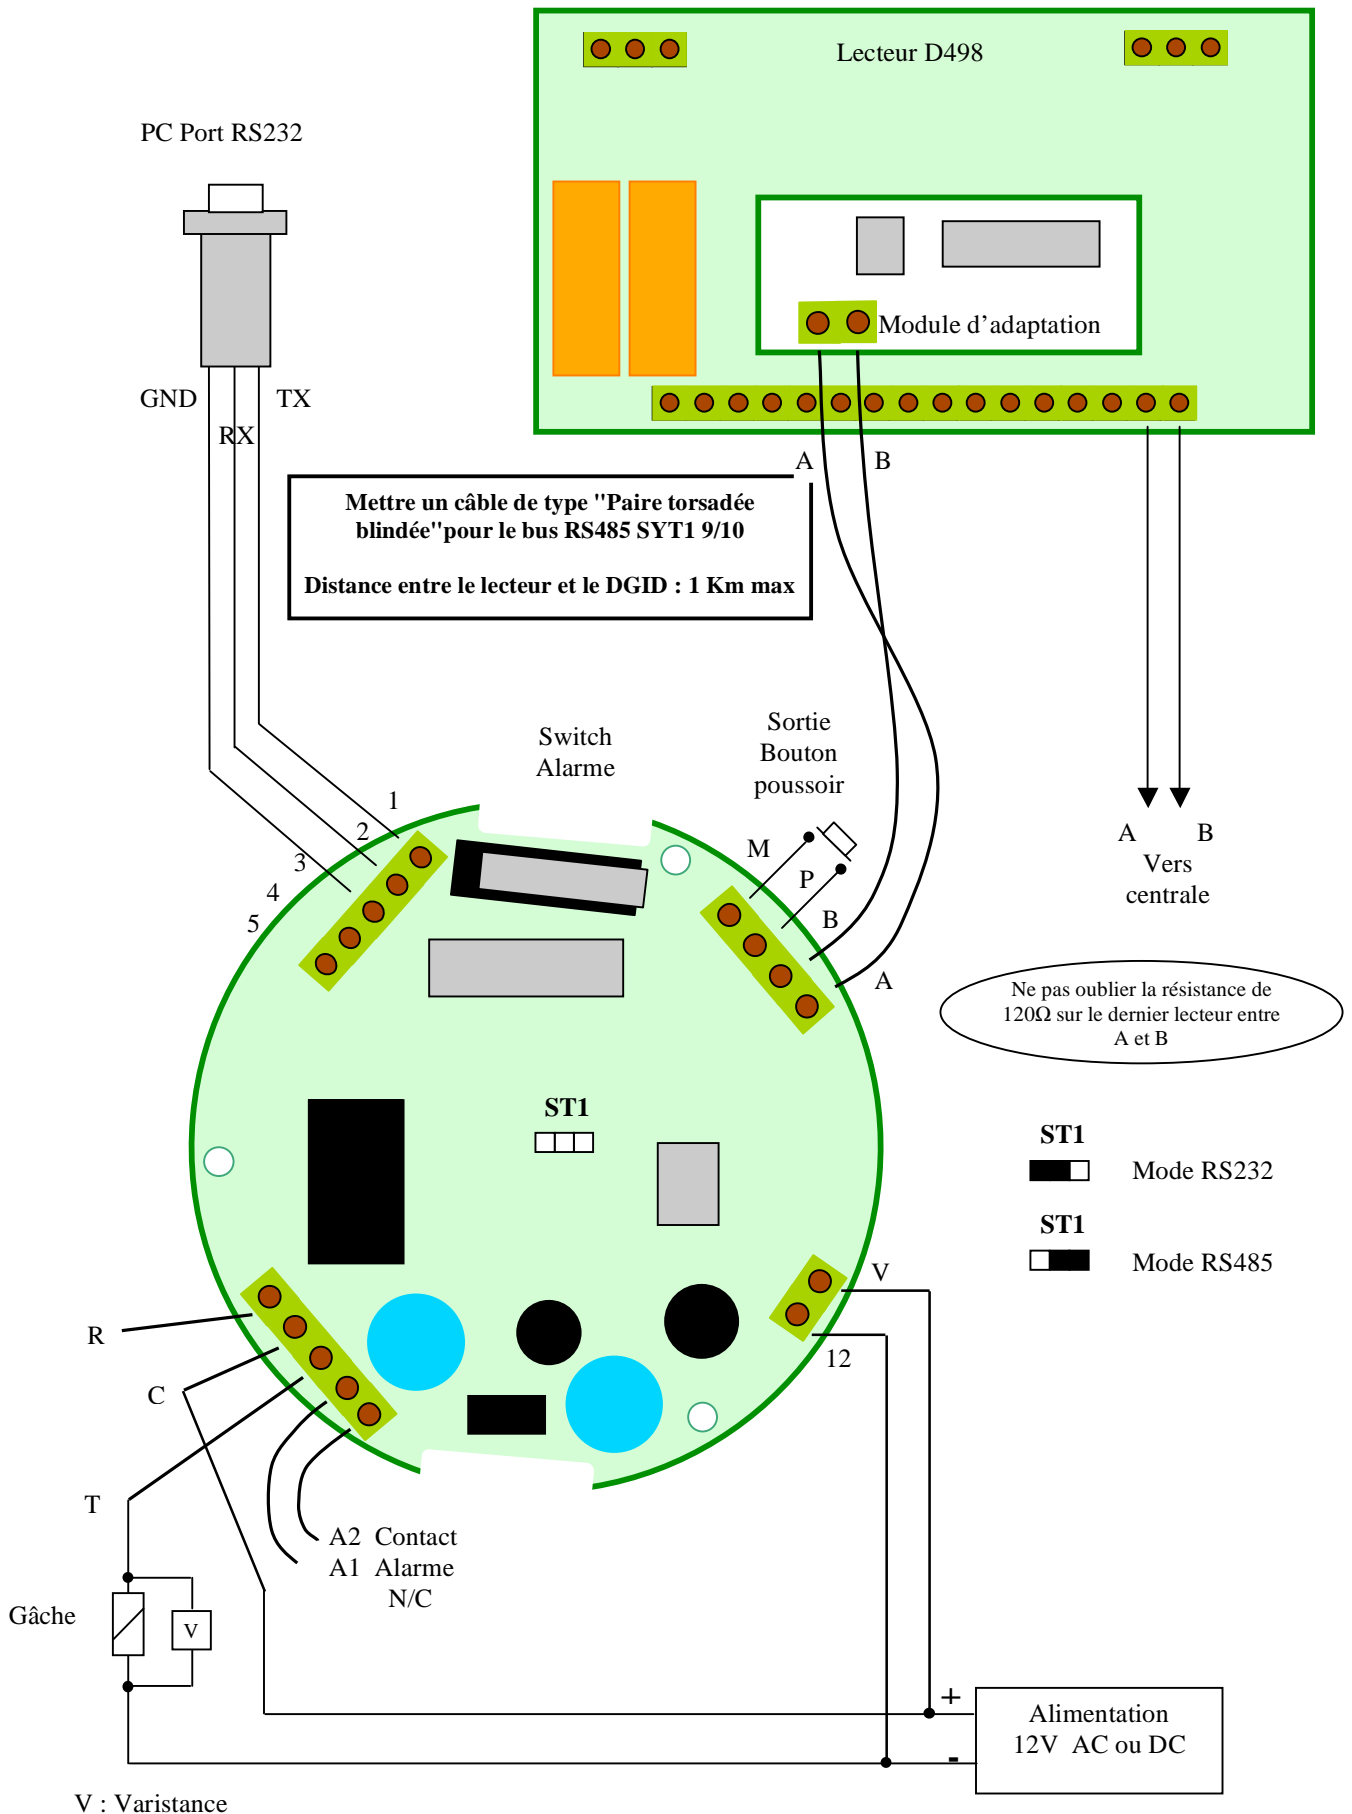 Lecteur D498
PC Port RS232
Module d'adaptation
GND
TX
RX
A
B
Mettre un câble de type "Paire torsadée
blindée"pour le bus RS485 SYT1 9/10
Distance entre le lecteur et le DGID : 1 Km max
Switch
Alarme
Sortie
Bouton
poussoir
1
2
3
4
5
M
P
B
A
A
B
Vers
centrale
Ne pas oublier la résistance de
120Ω sur le dernier lecteur entre
A et B
ST1
ST1
Mode RS232
ST1
Mode RS485
V
12
R
C
T
A2 Contact
A1 Alarme
N/C
Gâche
V
+
-
Alimentation
12V AC ou DC
V : Varistance